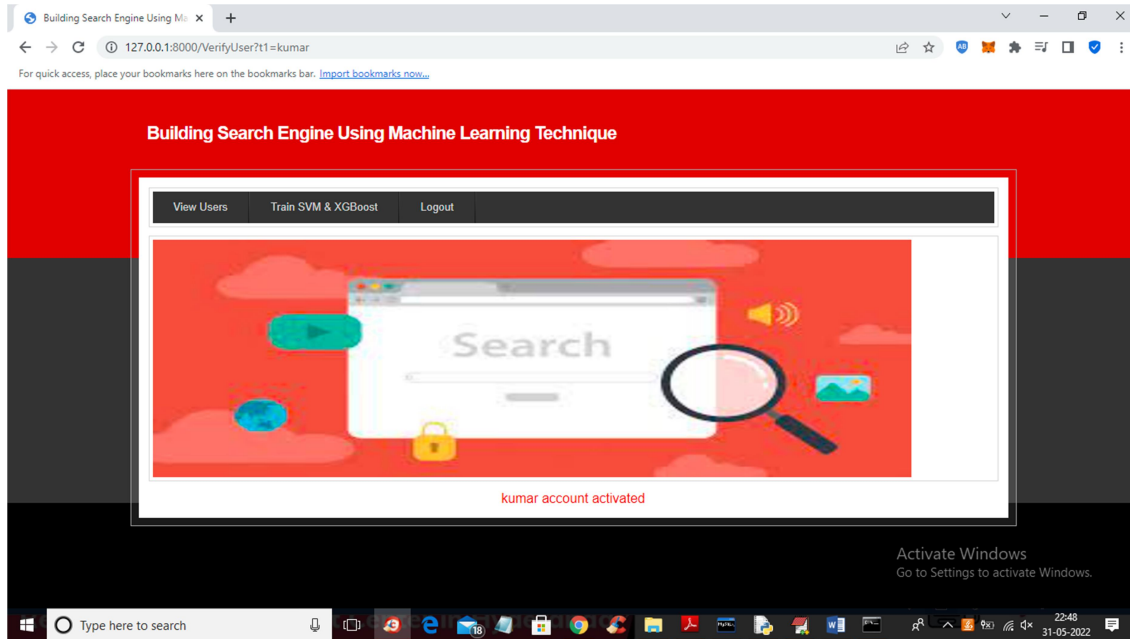 Building Search Engine Using Ma
127.0.0.1:8000/VerifyUser?t1=kumar
For quick access, place your bookmarks here on the bookmarks bar. Import bookmarks now...
Building Search Engine Using Machine Learning Technique
View Users Train SVM & XGBoost Logout
Search
kumar account activated
Activate Windows
Go to Settings to activate Windows.
Type here to search
18
22:48
31-05-2022